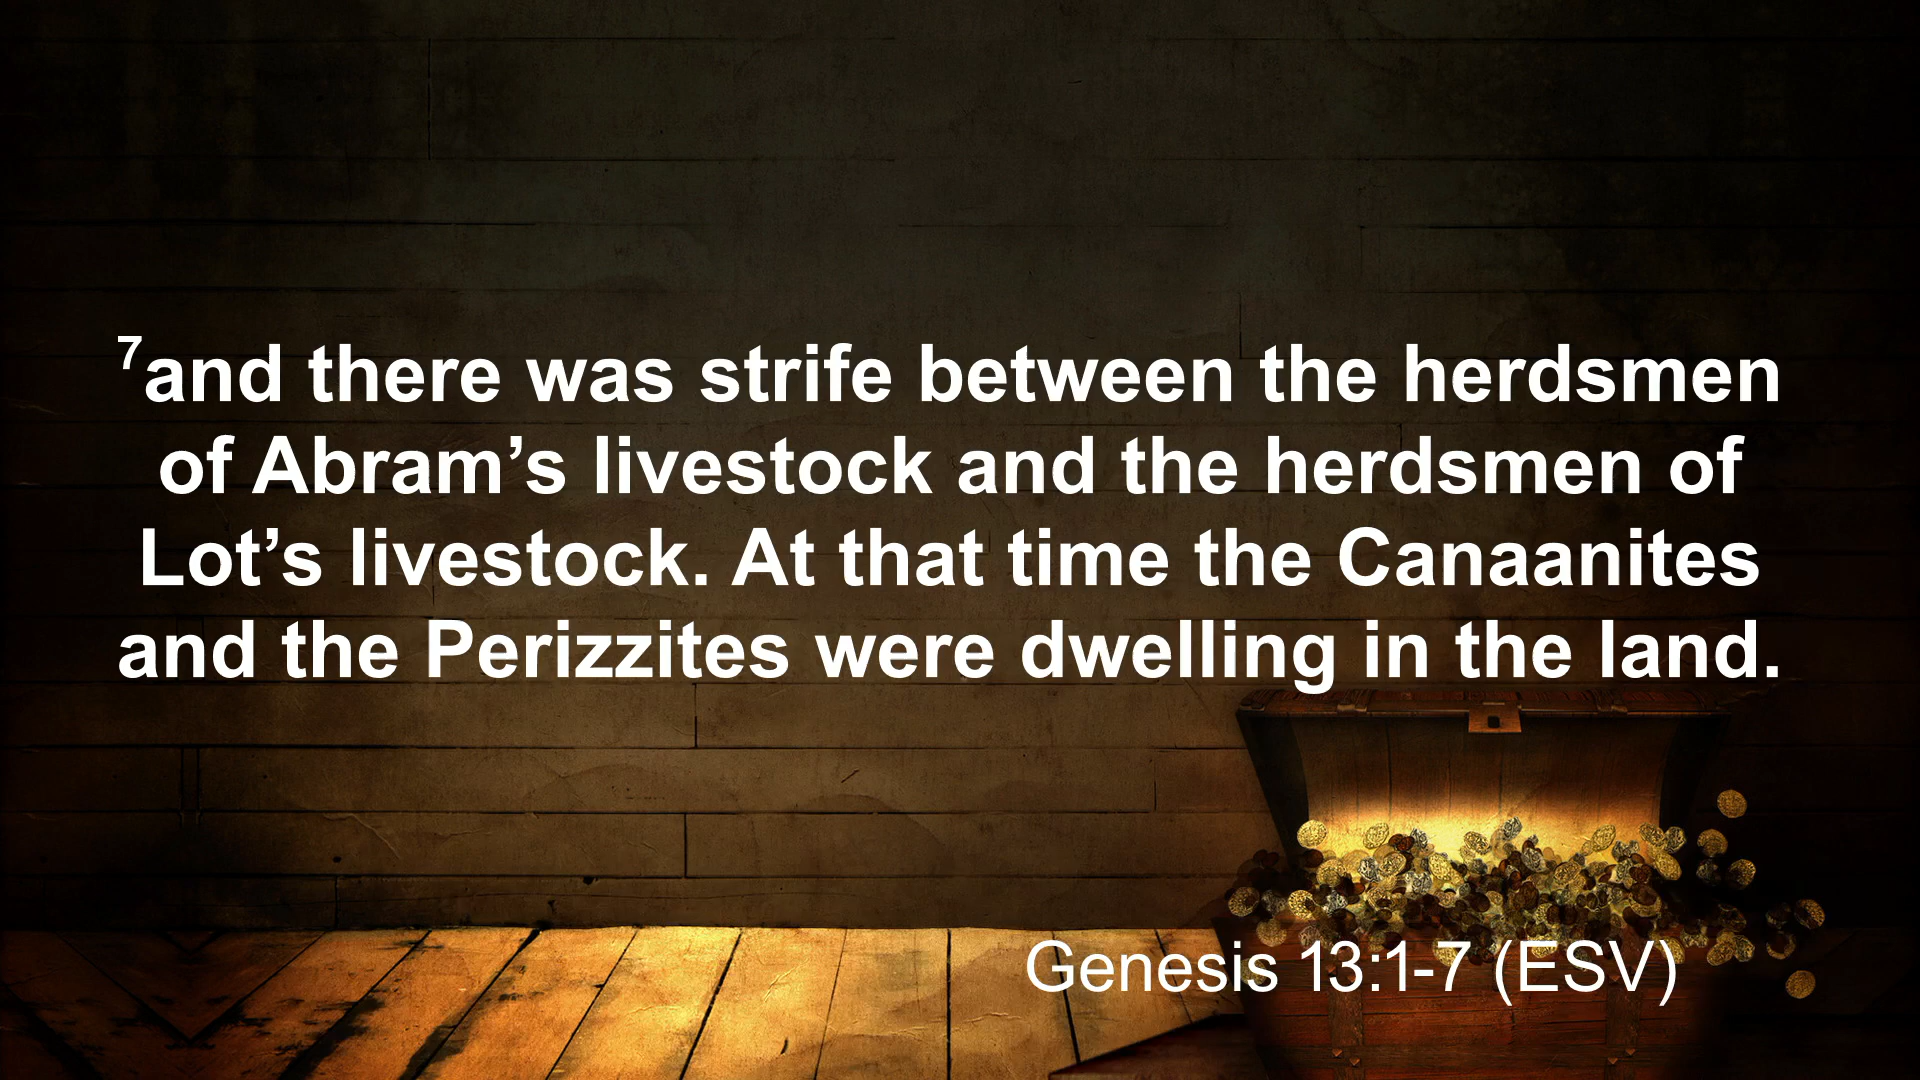 7and there was strife between the herdsmen
of Abram’s livestock and the herdsmen of
Lot’s livestock. At that time the Canaanites
and the Perizzites were dwelling in the land.
Genesis 13:1-7 (ESV)